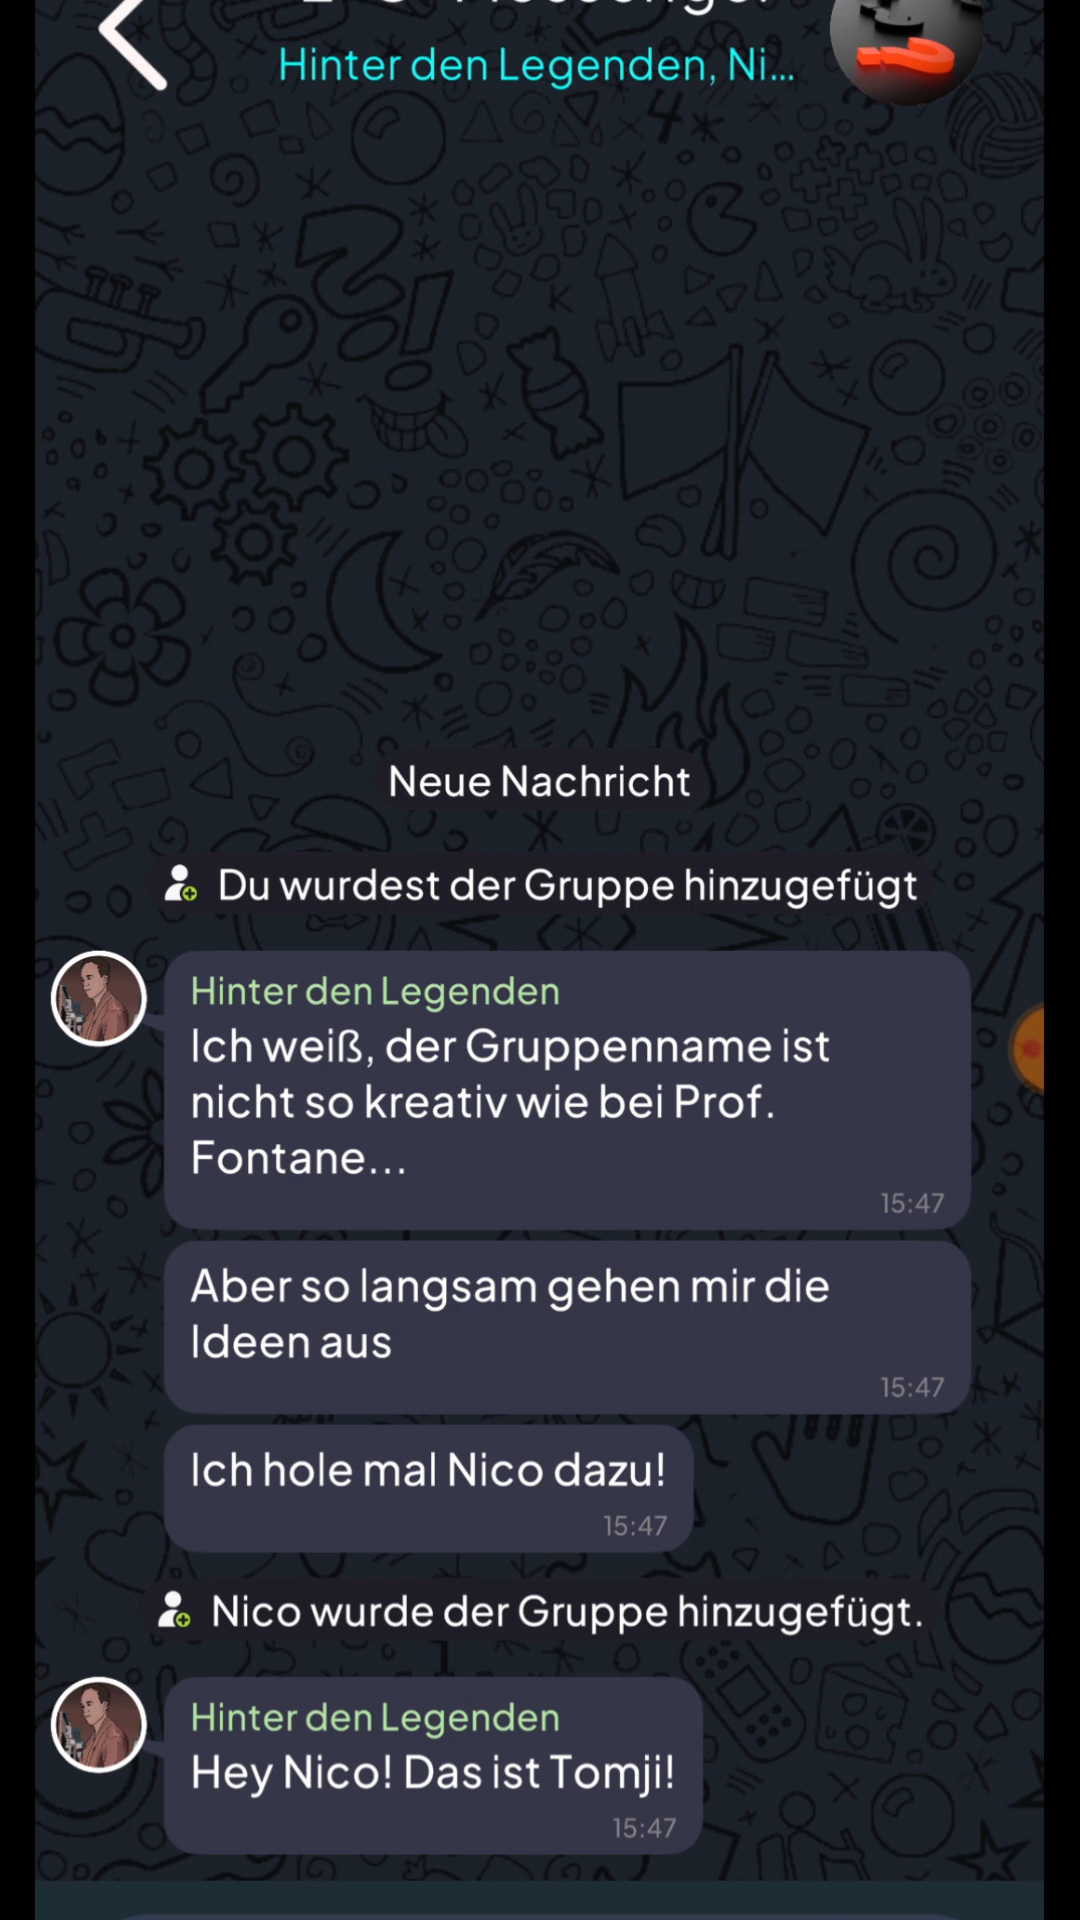 Hinter den Legenden, Ni...
Neue Nachricht
Du wurdest der Gruppe hinzugefügt
Hinter den Legenden
Ich weiß, der Gruppenname ist
nicht so kreativ wie bei Prof.
Fontane...
15:47
Aber so langsam gehen mir die
Ideen aus
15:47
Ich hole mal Nico dazu!
15:47
Nico wurde der Gruppe hinzugefügt.
Hinter den Legenden
Hey Nico! Das ist Tomji!
15:47